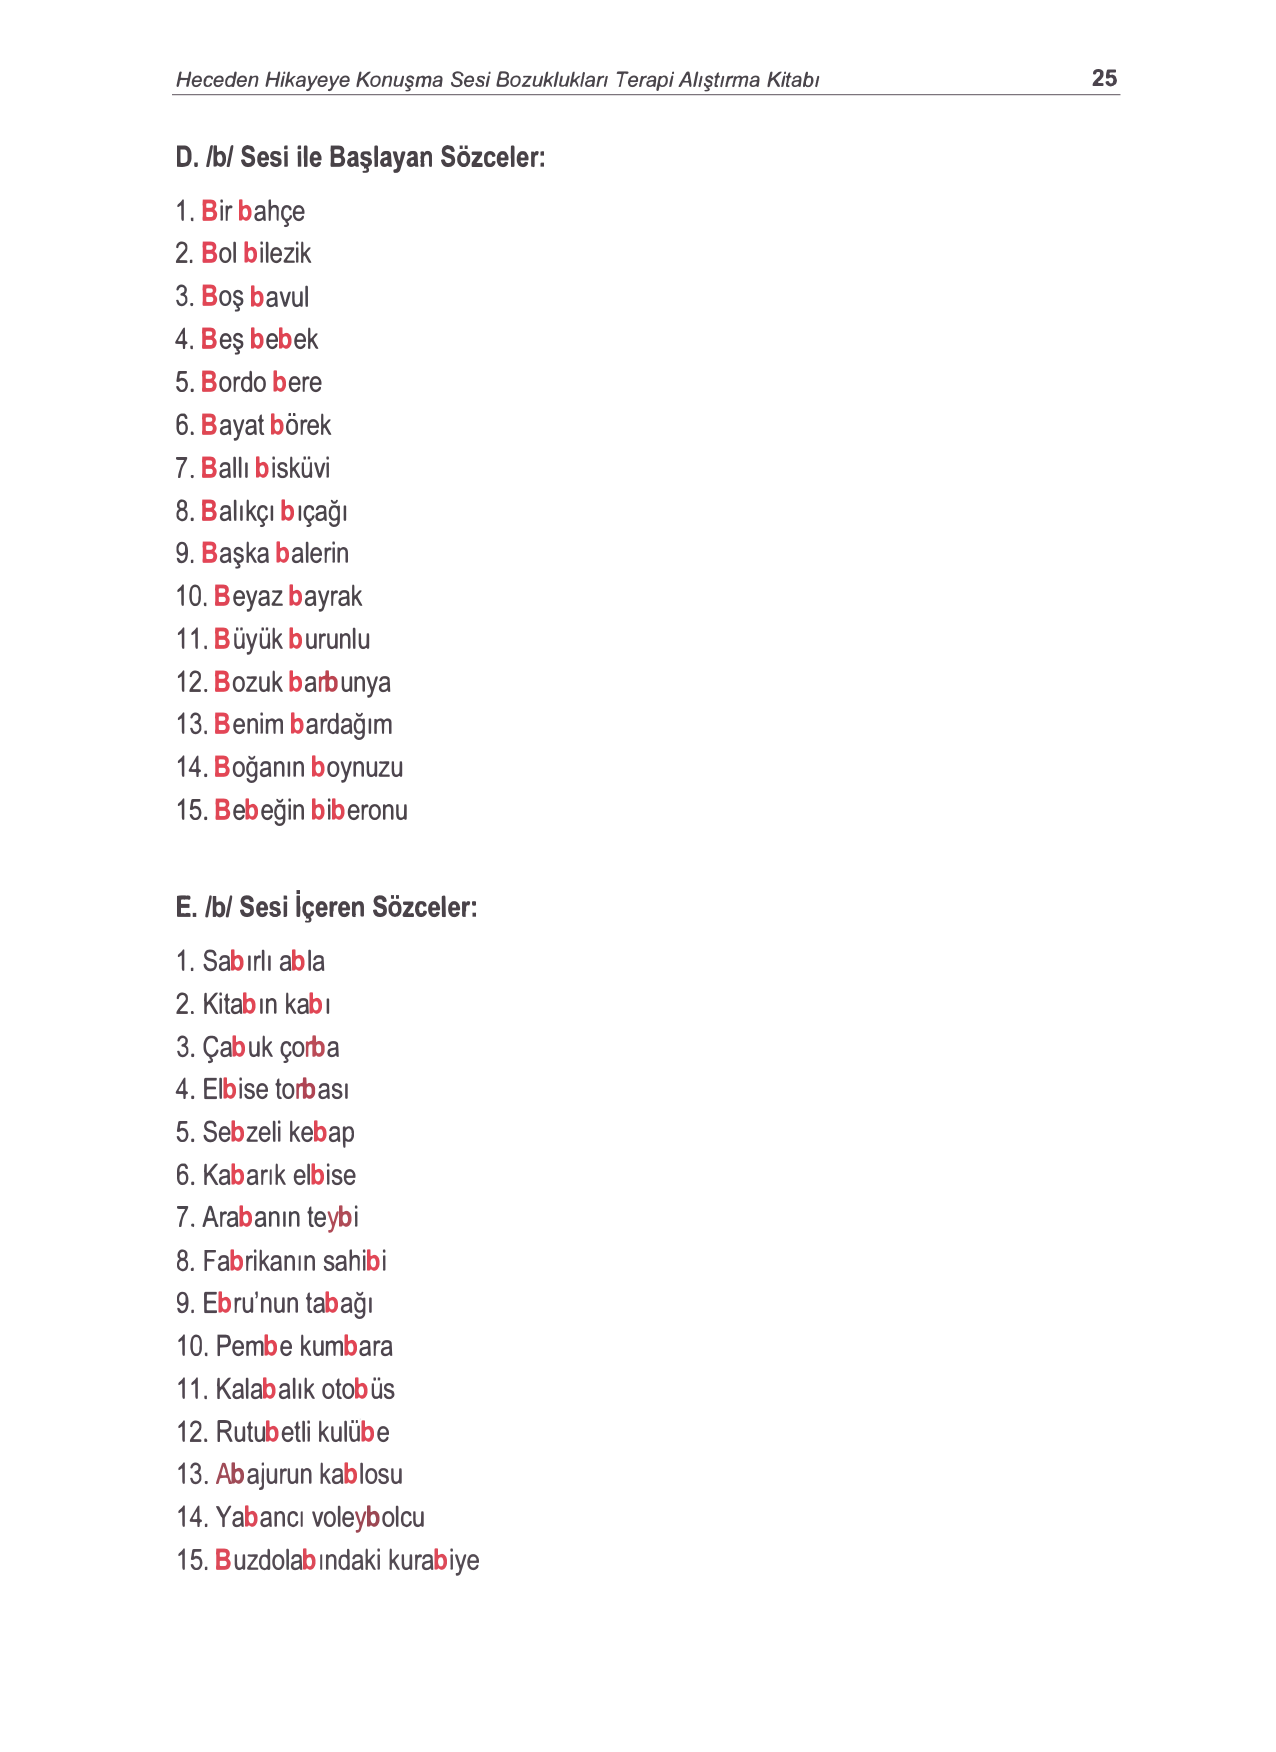 Heceden Hikayeye Konuşma Sesi Bozuklukları Terapi Alıştırma Kitabı 25
D. /b/ Sesi ile Başlayan Sözceler:
1. Bir bahçe
2. Bol bilezik
3. Boş bavul
4. Beş bebek
5. Bordo bere
6. Bayat börek
7. Ballı bisküvi
8. Balıkçı bıçağı
9. Başka balerin
10. Beyaz bayrak
11. Büyük burunlu
12. Bozuk barbunya
13. Benim bardağım
14. Boğanın boynuzu
15. Bebeğin biberonu
E. /b/ Sesi İçeren Sözceler:
1. Sabırlı abla
2. Kitabın kabı
3. Çabuk çorba
4. Elbise torbası
5. Sebzeli kebap
6. Kabarık elbise
7. Arabanın teybi
8. Fabrikanın sahibi
9. Ebru’nun tabağı
10. Pembe kumbara
11. Kalabalık otobüs
12. Rutubetli kulübe
13. Abajurun kablosu
14. Yabancı voleybolcu
15. Buzdolabındaki kurabiye